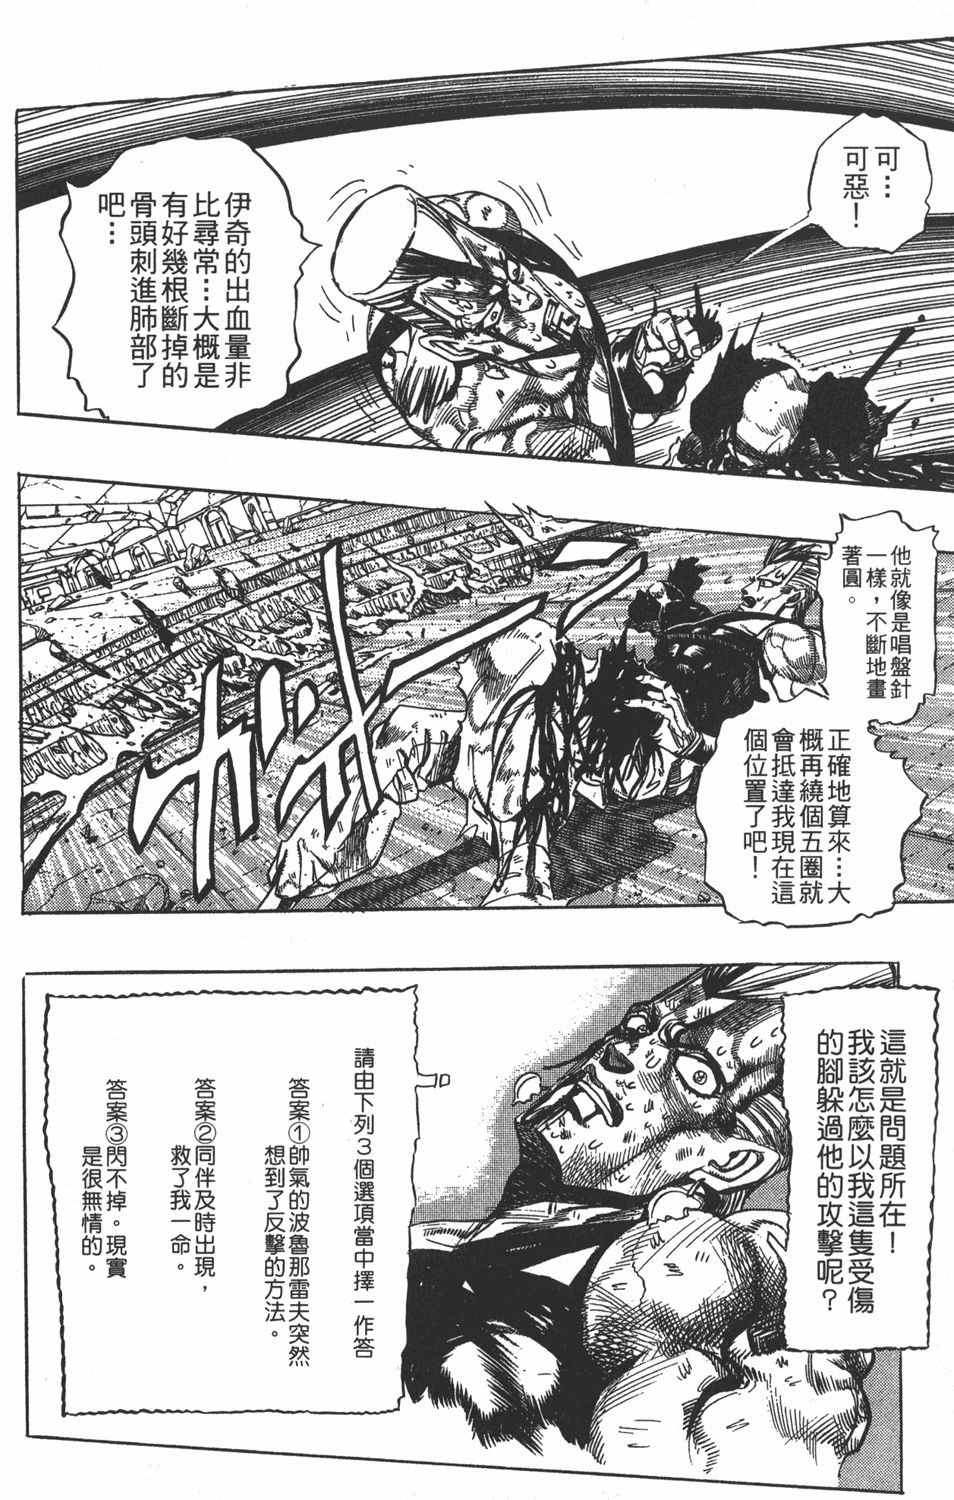 可…
可惡！
伊奇的出血量非
比尋常…大概是
有好幾根斷掉的
骨頭刺進肺部了
吧…
他就像是唱盤針
一樣，不斷地畫
著圓。
正確地算來…大
概再繞個五圈就
會抵達我現在這
個位置了吧！
ガガガーッ
這就是問題所在！
我該怎麼以我這隻受傷
的腳躲過他的攻擊呢？
請由下列3個選項當中擇一作答
答案①帥氣的波魯那雷夫突然
想到了反擊的方法。
答案②同伴及時出現，
救了我一命。
答案③閃不掉。現實
是很無情的。